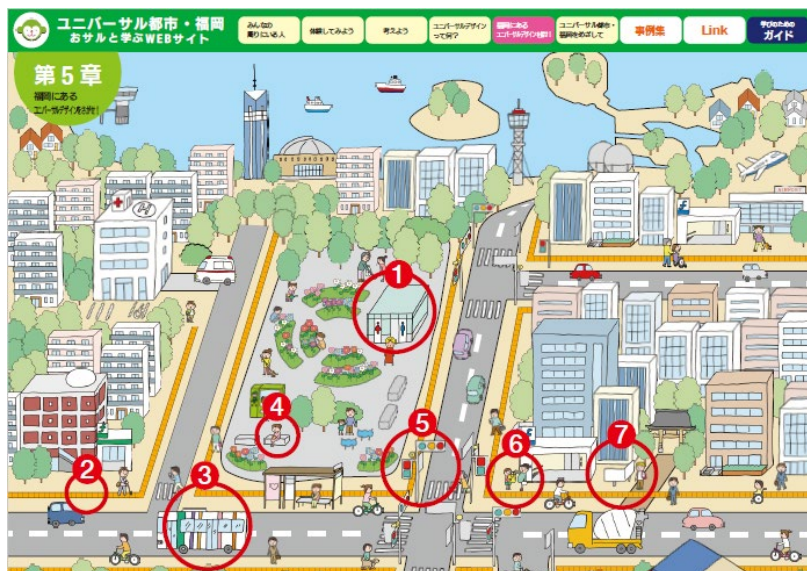 ユニバーサル都市・福岡
おサルと学ぶWEBサイト
みんなの
周りにいる人
体験してみよう
考えよう
ユニバーサルデザイン
って何？
福岡にある
ユニバーサルデザインを探せ！
ユニバーサル都市・
福岡をめざして
事例集
Link
学びのための
ガイド
第5章
福岡にある
ユニバーサルデザインをさがせ！
H
1
4
5
6
7
2
3